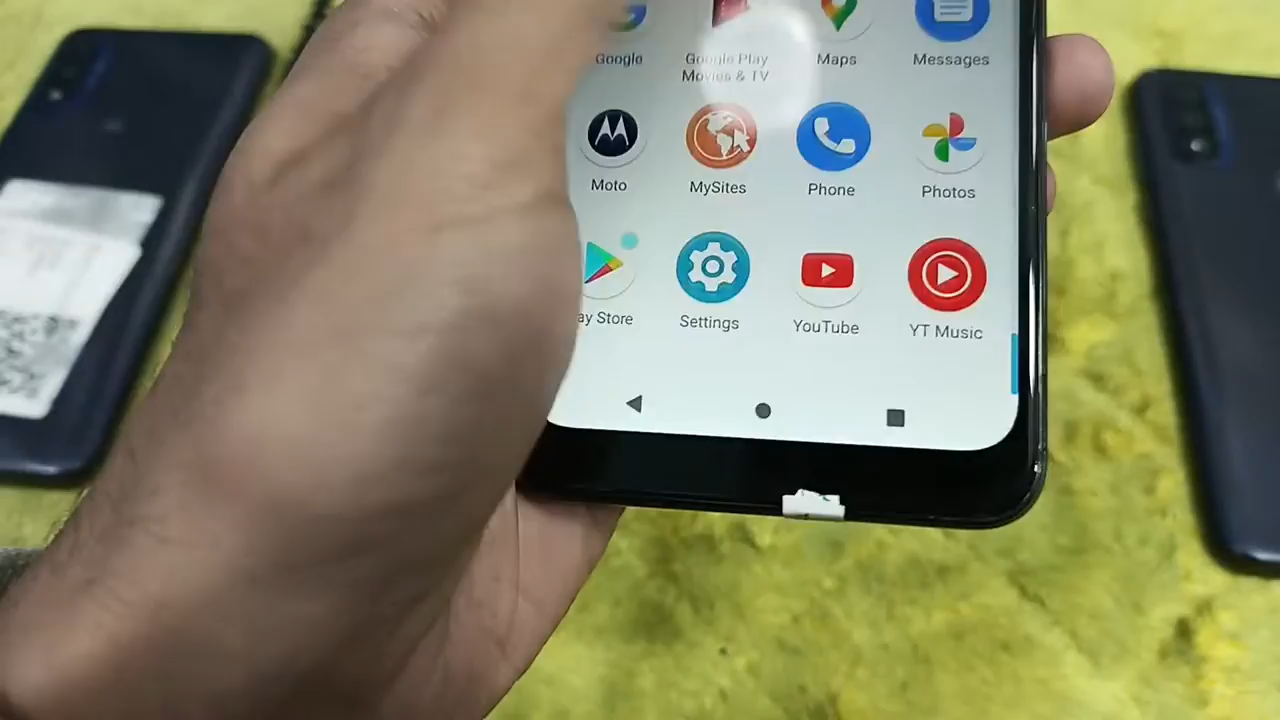 Google
Google Play
Movies & TV
Maps
Messages
Moto
MySites
Phone
Photos
ay Store
Settings
YouTube
YT Music